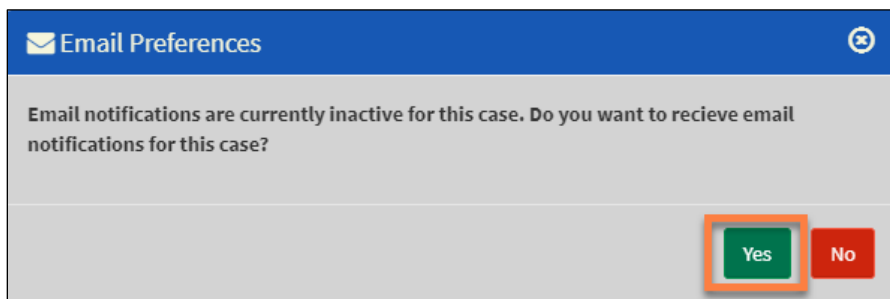 Email Preferences
Email notifications are currently inactive for this case. Do you want to recieve email
notifications for this case?
Yes No